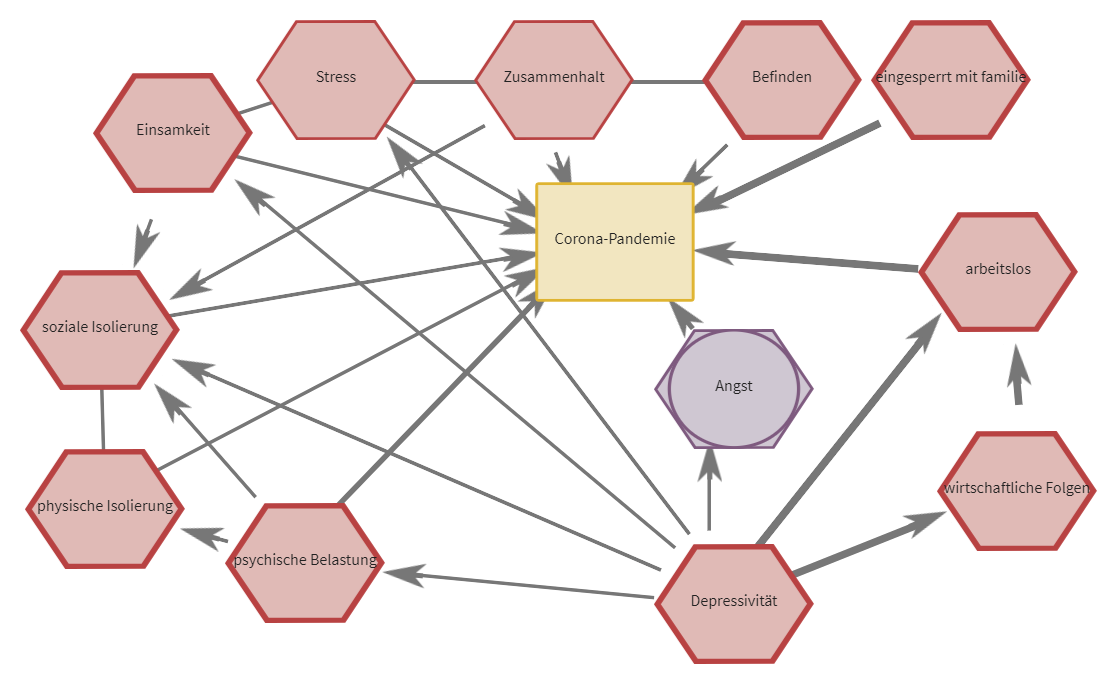 Stress
Zusammenhalt
Befinden
eingesperrt mit familie
Einsamkeit
Corona-Pandemie
arbeitslos
soziale Isolierung
Angst
wirtschaftliche Folgen
physische Isolierung
psychische Belastung
Depressivität